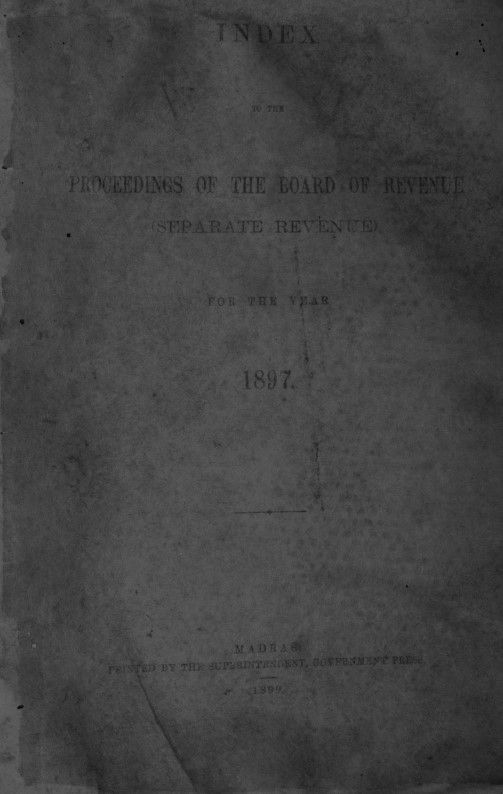 INDEX
TO THE
PROCEEDINGS OF THE BOARD OF REVENUE
(SEPARATE REVENUE),
FOR THE YEAR
1897.
MADRAS:
PRINTED BY THE SUPERINTENDENT, GOVERNMENT PRESS.
1899.